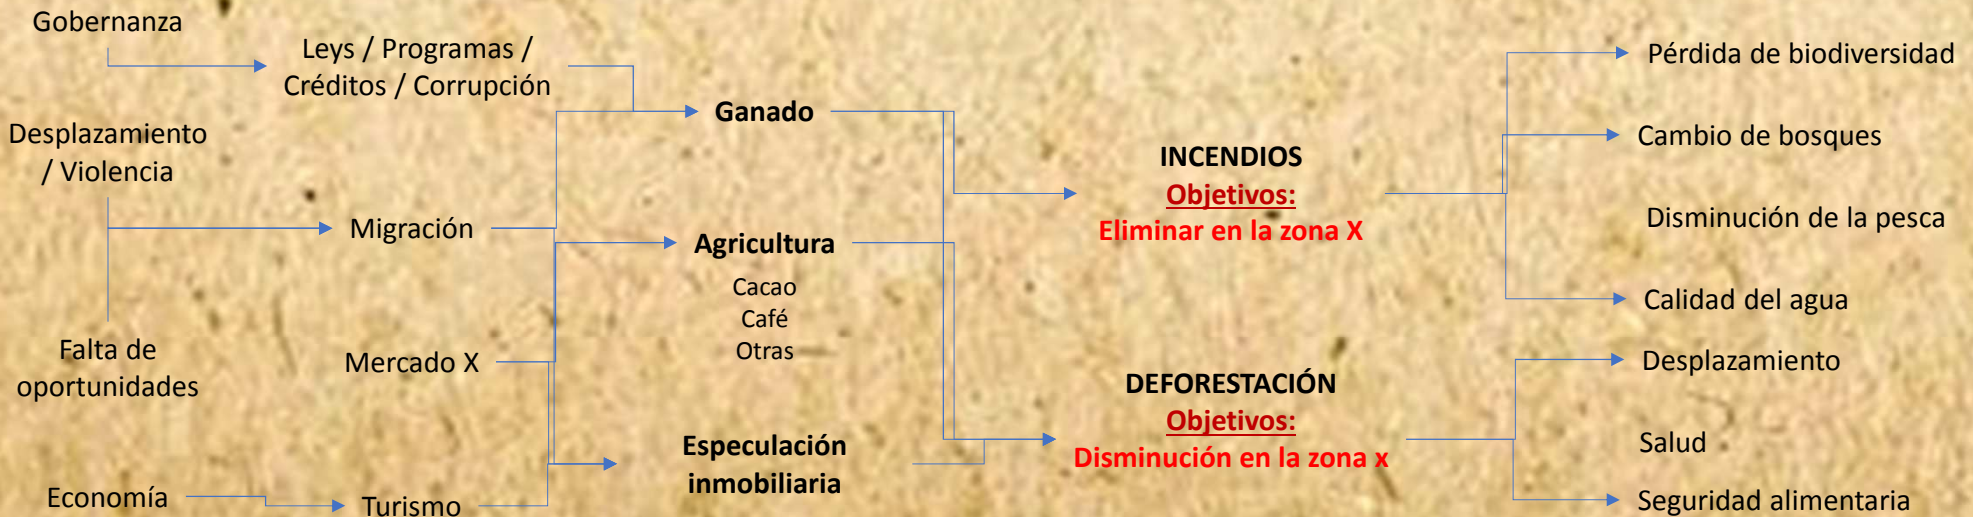 Gobernanza
Leys / Programas /
Créditos / Corrupción
Desplazamiento
/ Violencia
Migración
Falta de
oportunidades
Mercado X
Economía
Turismo
Ganado
Agricultura
Cacao
Café
Otras
Especulación
inmobiliaria
INCENDIOS
Objetivos:
Eliminar en la zona X
DEFORESTACIÓN
Objetivos:
Disminución en la zona x
Pérdida de biodiversidad
Cambio de bosques
Disminución de la pesca
Calidad del agua
Desplazamiento
Salud
Seguridad alimentaria